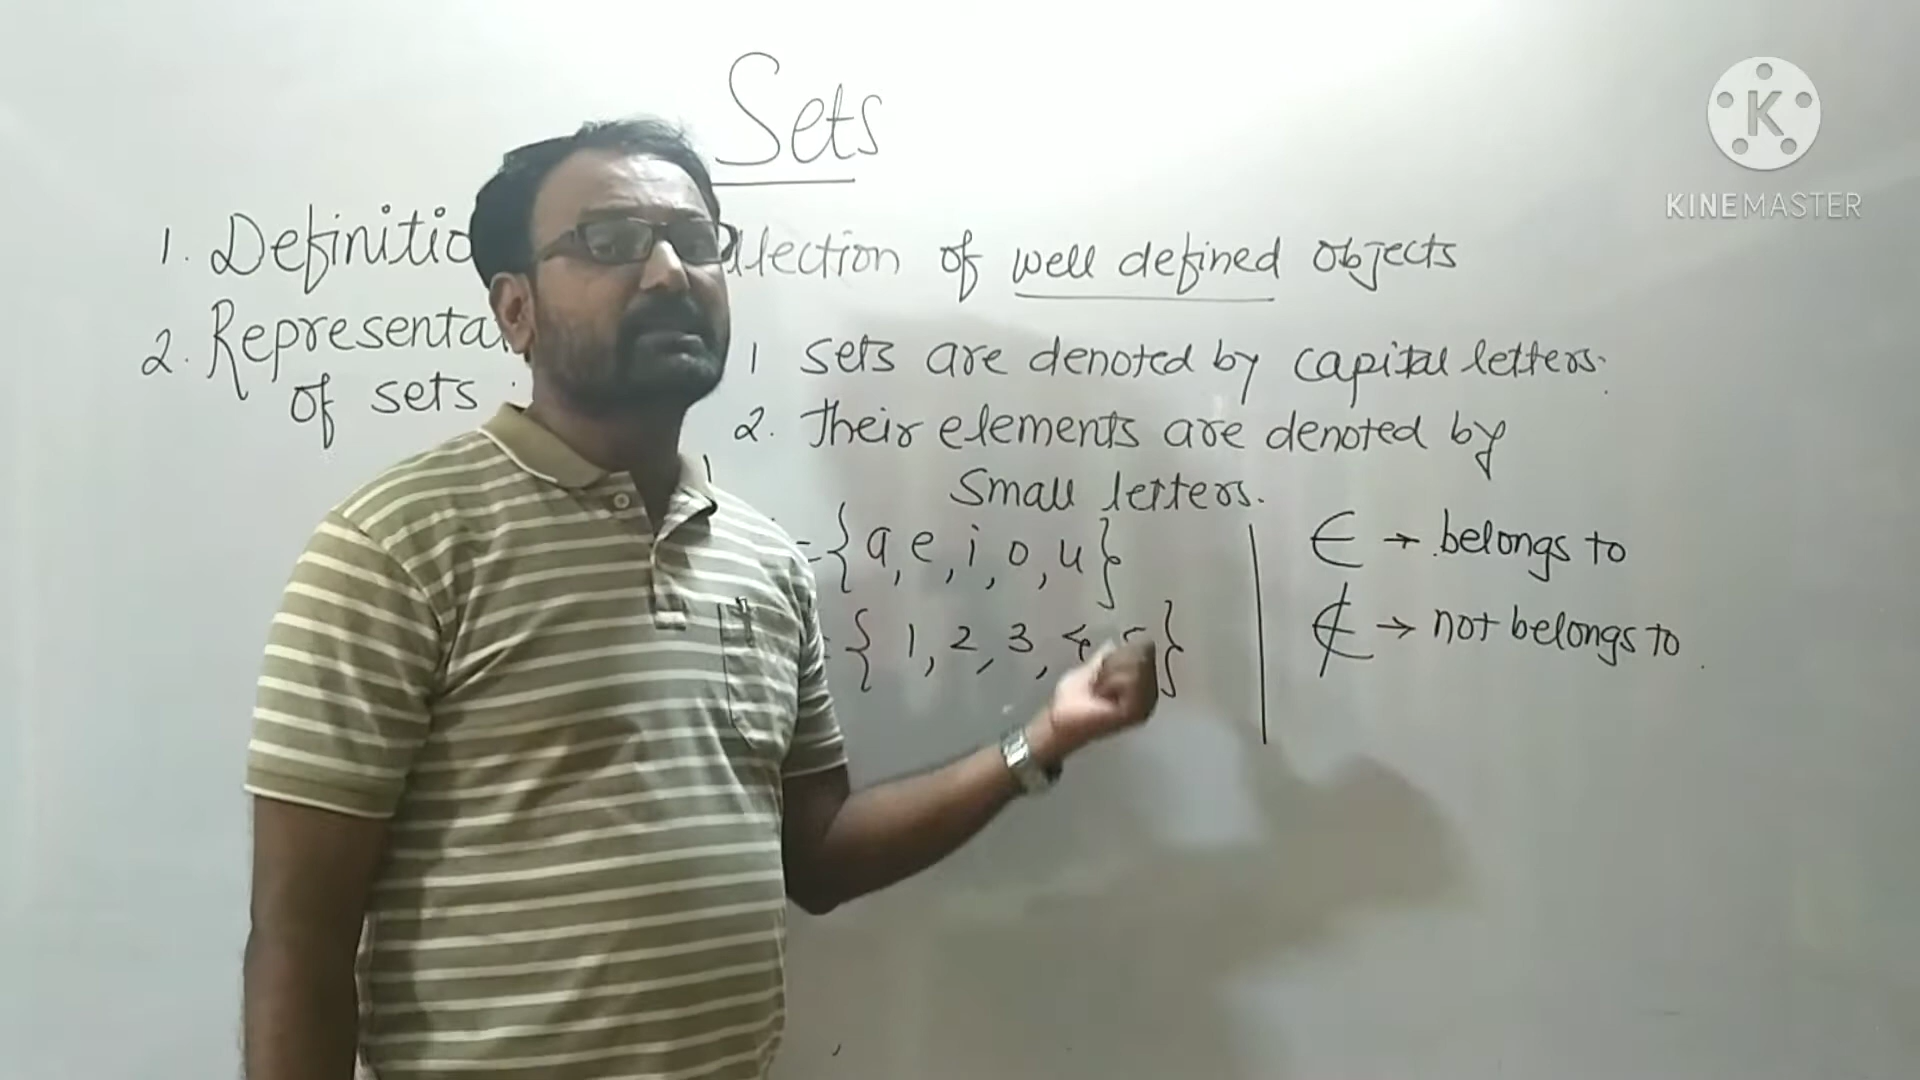 Sets
K
KINEMASTER
1. Definitio llection of well defined objects
2. Representa
of sets
1 sets are denoted by capital letters.
2. Their elements are denoted by
Small letters.
={a, e, i, o, u}
={ 1, 2, 3, 4, 5}
∈ → belongs to
∉ → not belongs to